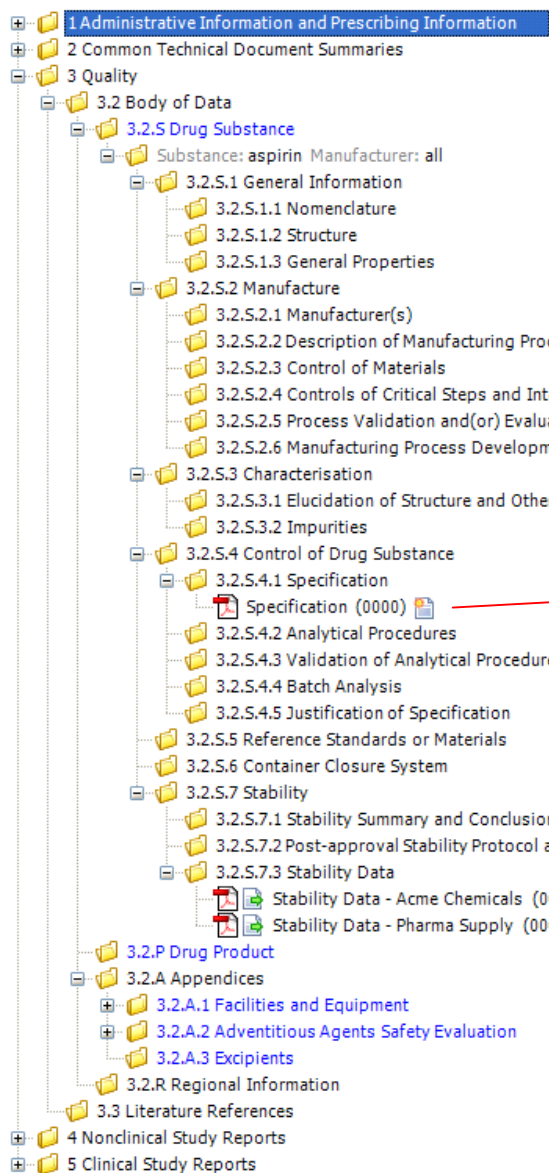 1 Administrative Information and Prescribing Information
2 Common Technical Document Summaries
3 Quality
3.2 Body of Data
3.2.S Drug Substance
Substance: aspirin Manufacturer: all
3.2.S.1 General Information
3.2.S.1.1 Nomenclature
3.2.S.1.2 Structure
3.2.S.1.3 General Properties
3.2.S.2 Manufacture
3.2.S.2.1 Manufacturer(s)
3.2.S.2.2 Description of Manufacturing
3.2.S.2.3 Control of Materials
3.2.S.2.4 Controls of Critical Steps and
3.2.S.2.5 Process Validation and(or)
3.2.S.2.6 Manufacturing Process
3.2.S.3 Characterisation
3.2.S.3.1 Elucidation of Structure and
3.2.S.3.2 Impurities
3.2.S.4 Control of Drug Substance
3.2.S.4.1 Specification
Specification (0000)
3.2.S.4.2 Analytical Procedures
3.2.S.4.3 Validation of Analytical
3.2.S.4.4 Batch Analysis
3.2.S.4.5 Justification of Specification
3.2.S.5 Reference Standards or Materials
3.2.S.6 Container Closure System
3.2.S.7 Stability
3.2.S.7.1 Stability Summary and
3.2.S.7.2 Post-approval Stability Protocol
3.2.S.7.3 Stability Data
Stability Data - Acme Chemicals
Stability Data - Pharma Supply
3.2.P Drug Product
3.2.A Appendices
3.2.A.1 Facilities and Equipment
3.2.A.2 Adventitious Agents Safety Evaluation
3.2.A.3 Excipients
3.2.R Regional Information
3.3 Literature References
4 Nonclinical Study Reports
5 Clinical Study Reports